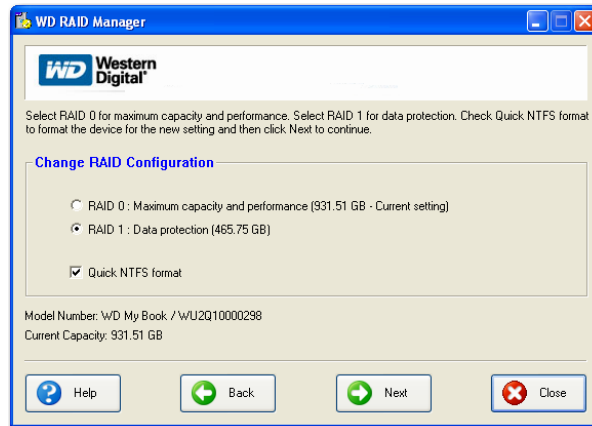 WD RAID Manager
WD Western
Digital
Select RAID 0 for maximum capacity and performance. Select RAID 1 for data protection. Check Quick NTFS format
to format the device for the new setting and then click Next to continue.
Change RAID Configuration
RAID 0 : Maximum capacity and performance (931.51 GB - Current setting)
RAID 1 : Data protection (465.75 GB)
Quick NTFS format
Model Number: WD My Book / WU2Q10000298
Current Capacity: 931.51 GB
? Help
Back
Next
Close